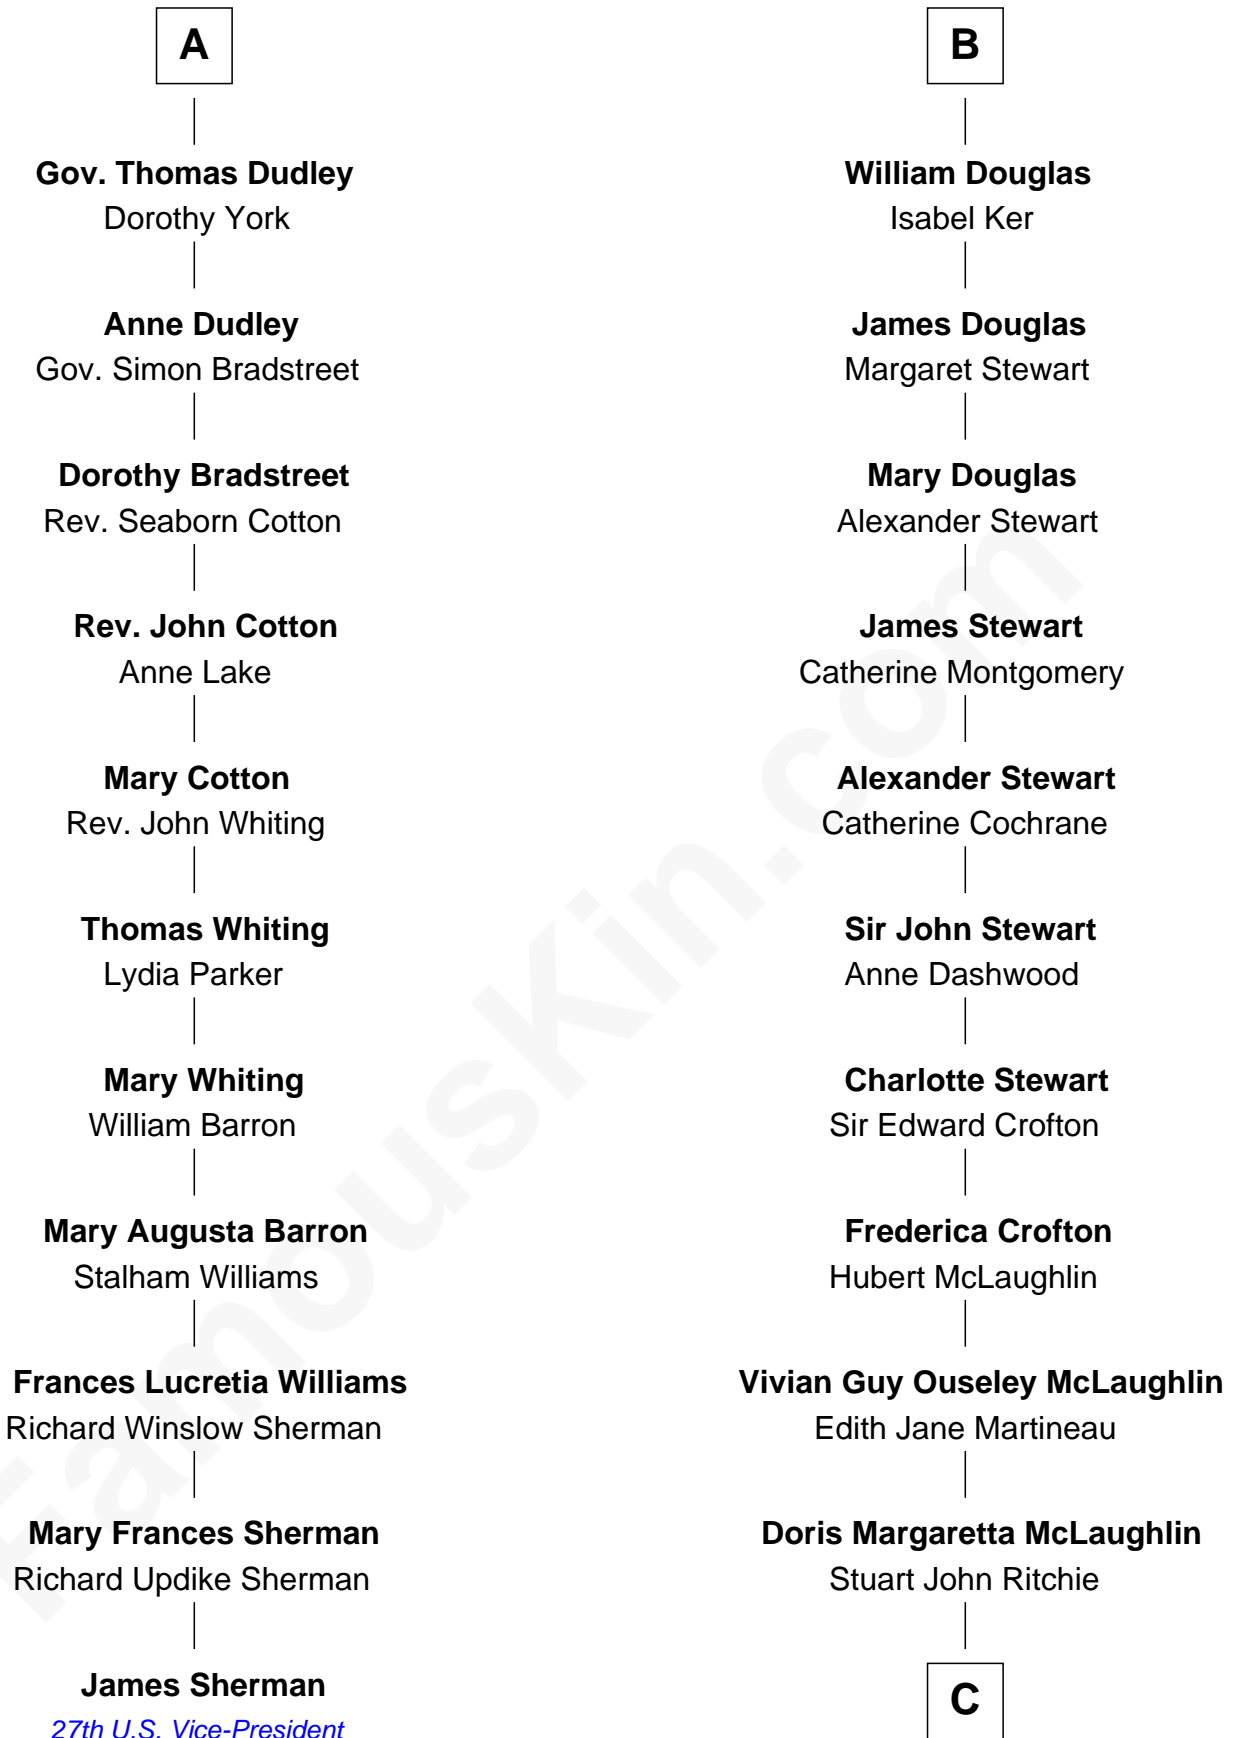 A
Gov. Thomas Dudley
Dorothy York
Anne Dudley
Gov. Simon Bradstreet
Dorothy Bradstreet
Rev. Seaborn Cotton
Rev. John Cotton
Anne Lake
Mary Cotton
Rev. John Whiting
Thomas Whiting
Lydia Parker
Mary Whiting
William Barron
Mary Augusta Barron
Stalham Williams
Frances Lucretia Williams
Richard Winslow Sherman
Mary Frances Sherman
Richard Updike Sherman
James Sherman
27th U.S. Vice-President
B
William Douglas
Isabel Ker
James Douglas
Margaret Stewart
Mary Douglas
Alexander Stewart
James Stewart
Catherine Montgomery
Alexander Stewart
Catherine Cochrane
Sir John Stewart
Anne Dashwood
Charlotte Stewart
Sir Edward Crofton
Frederica Crofton
Hubert McLaughlin
Vivian Guy Ouseley McLaughlin
Edith Jane Martineau
Doris Margaretta McLaughlin
Stuart John Ritchie
C
FamousKin.com